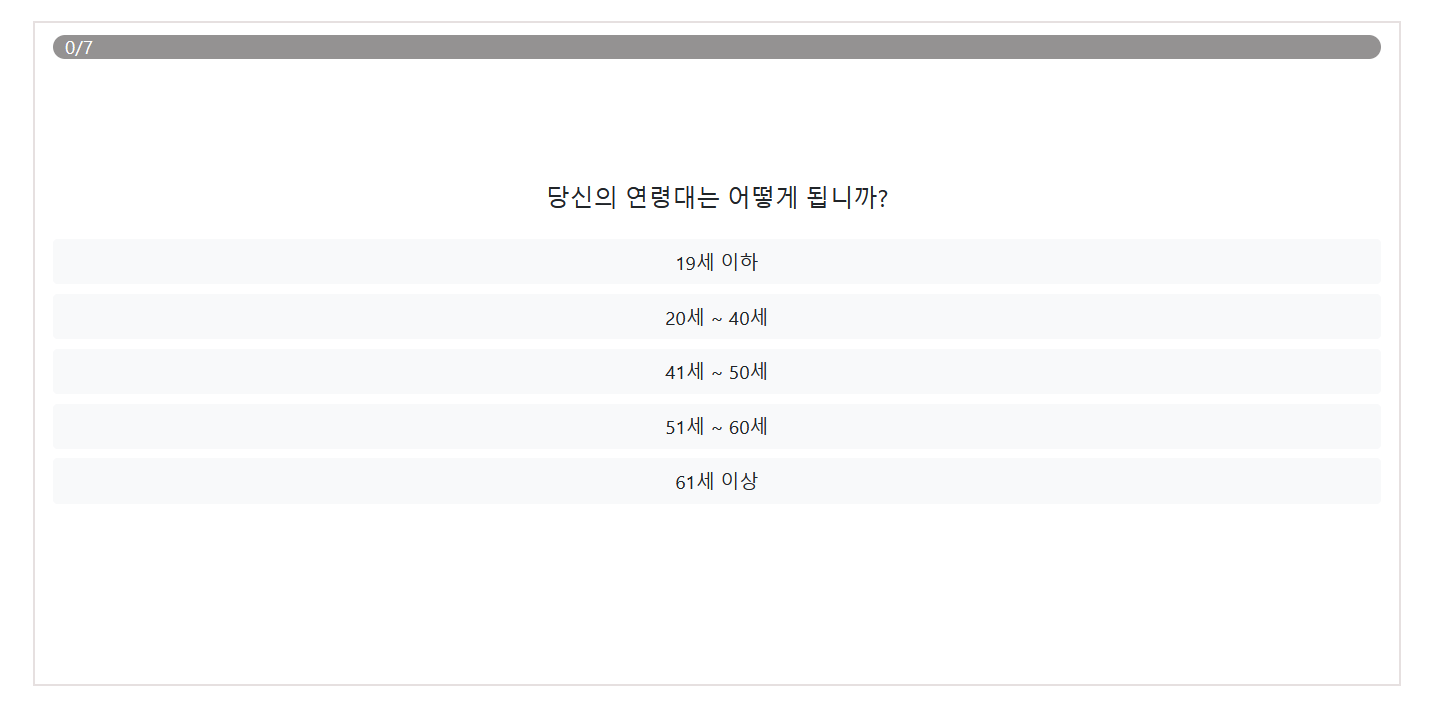 0/7
당신의 연령대는 어떻게 됩니까?
19세 이하
20세 ~ 40세
41세 ~ 50세
51세 ~ 60세
61세 이상